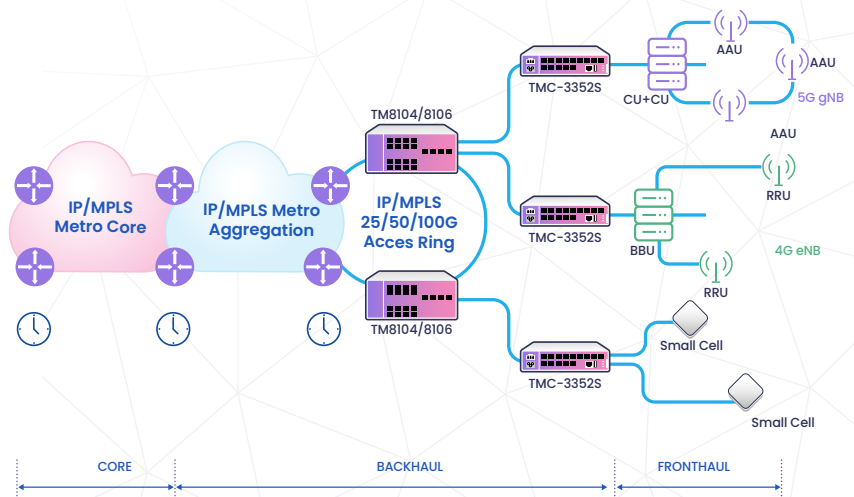 AAU
AAU
TMC-3352S
CU+CU
5G gNB
TM8104/8106
AAU
IP/MPLS
Metro Core
IP/MPLS Metro
Aggregation
IP/MPLS
25/50/100G
Acces Ring
RRU
TMC-3352S
BBU
4G eNB
RRU
TM8104/8106
Small Cell
TMC-3352S
Small Cell
CORE
BACKHAUL
FRONTHAUL